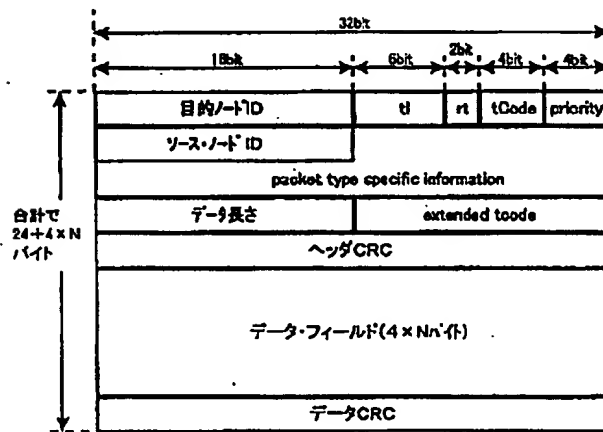 32bit
16bit 6bit 2bit 4bit 4bit
目的ノードID tl rt tCode priority
ソース・ノードID
packet type specific information
データ長さ extended tcode
ヘッダCRC
合計で
24+4×N
バイト
データ・フィールド(4×Nバイト)
データCRC